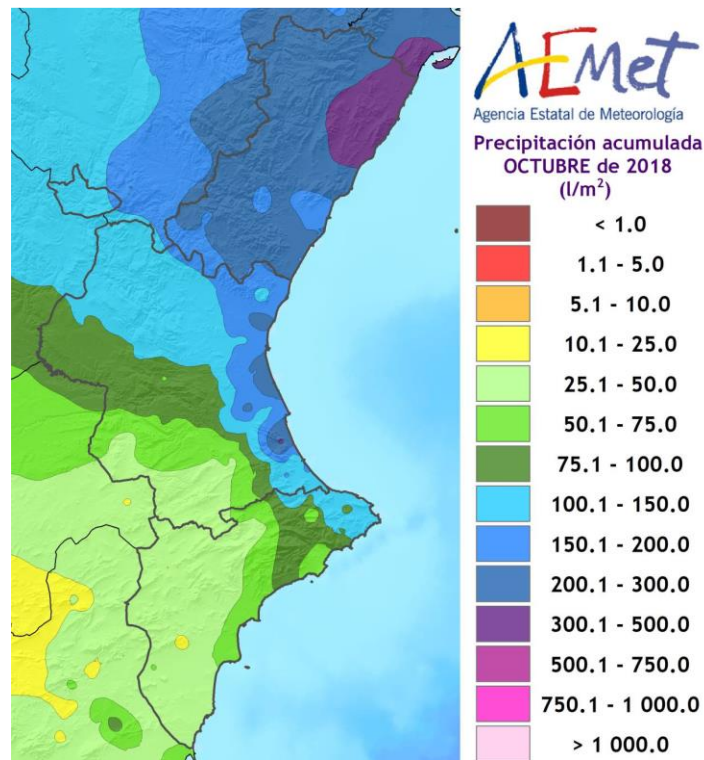 AEMet
Agencia Estatal de Meteorología
Precipitación acumulada
OCTUBRE de 2018
(l/m²)
< 1.0
1.1 - 5.0
5.1 - 10.0
10.1 - 25.0
25.1 - 50.0
50.1 - 75.0
75.1 - 100.0
100.1 - 150.0
150.1 - 200.0
200.1 - 300.0
300.1 - 500.0
500.1 - 750.0
750.1 - 1 000.0
> 1 000.0